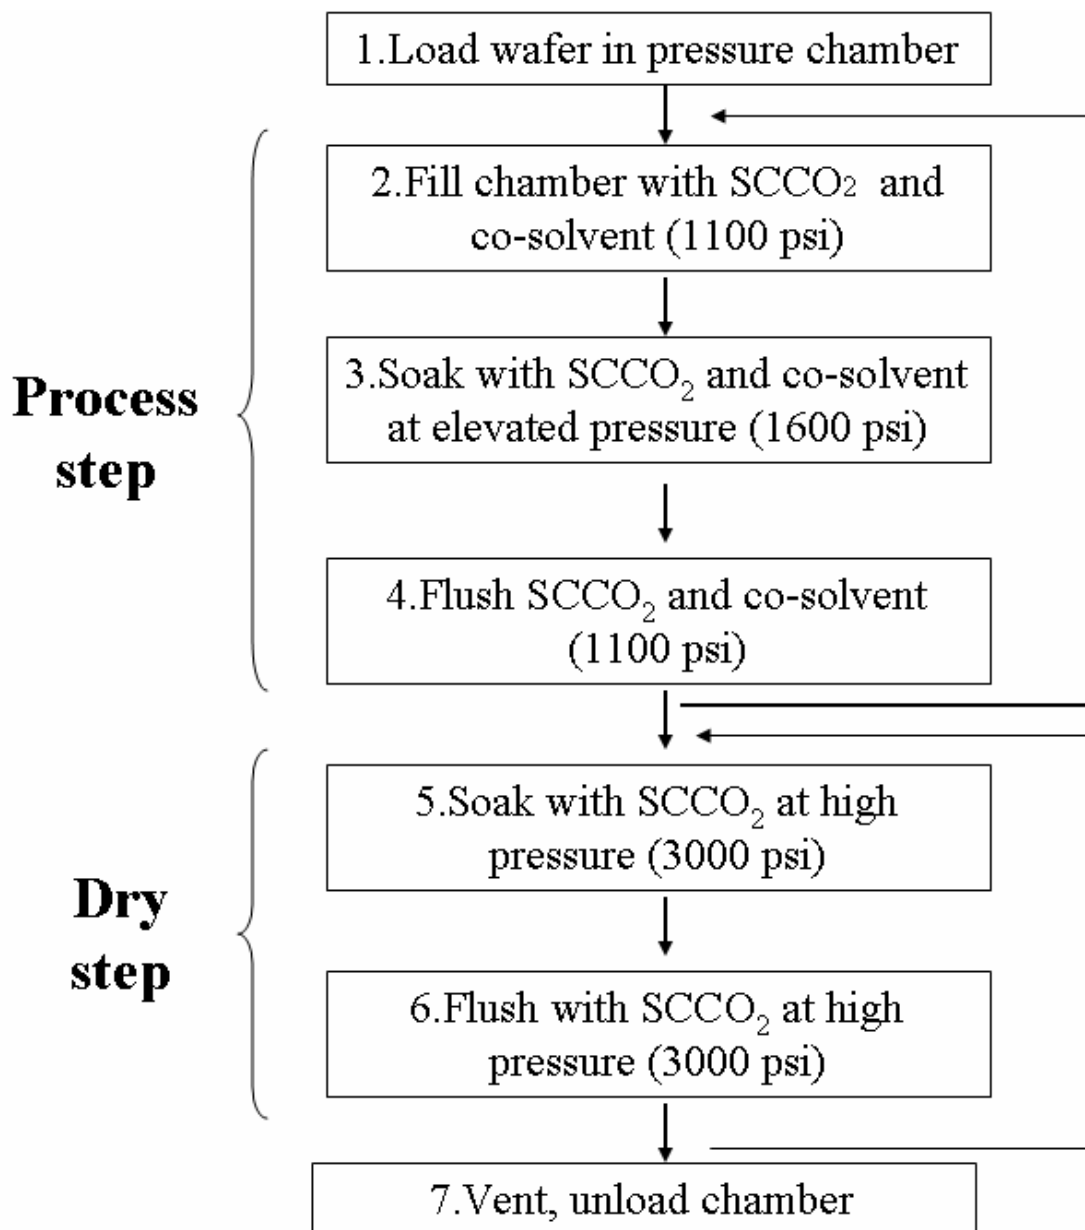 1.Load wafer in pressure chamber
2.Fill chamber with SCCO2 and
co-solvent (1100 psi)
3.Soak with SCCO2 and co-solvent
at elevated pressure (1600 psi)
Process
step
4.Flush SCCO2 and co-solvent
(1100 psi)
5.Soak with SCCO2 at high
pressure (3000 psi)
Dry
step
6.Flush with SCCO2 at high
pressure (3000 psi)
7.Vent, unload chamber